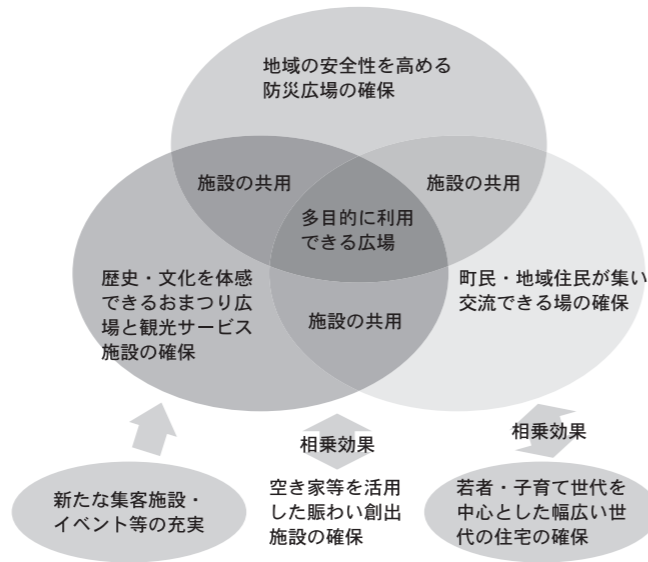 地域の安全性を高める
防災広場の確保
施設の共用
施設の共用
多目的に利用
できる広場
歴史・文化を体感
できるおまつり広
場と観光サービス
施設の確保
町民・地域住民が集い
交流できる場の確保
施設の共用
相乗効果
相乗効果
新たな集客施設・
イベント等の充実
空き家等を活用
した賑わい創出
施設の確保
若者・子育て世代を
中心とした幅広い世
代の住宅の確保